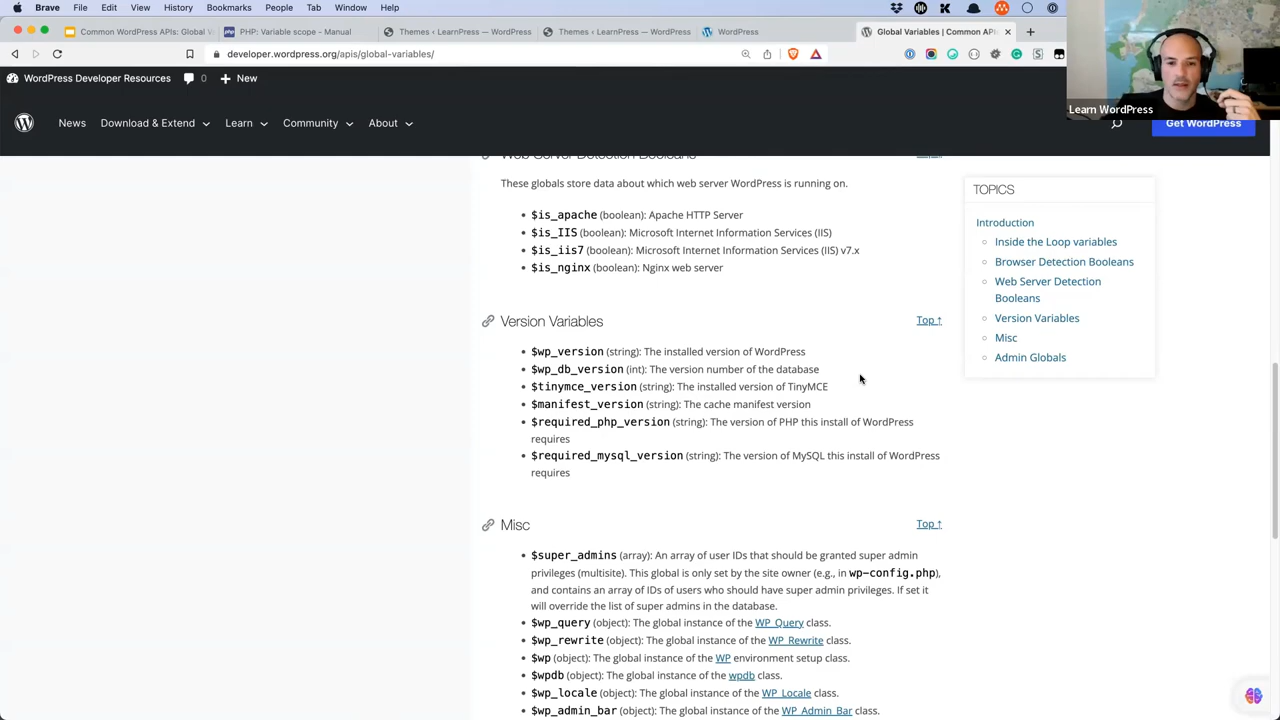 Brave File Edit View History Bookmarks People Tab Window Help
Common WordPress APIs: Global V
PHP: Variable scope - Manual
Themes ‹ LearnPress — WordPress
Themes ‹ LearnPress — WordPress
WordPress
Global Variables | Common APIs
developer.wordpress.org/apis/global-variables/
WordPress Developer Resources 0 New
Learn WordPress
News Download & Extend Learn Community About
Get WordPress
Web Server Detection Booleans
Top ↑
These globals store data about which web server WordPress is running on.
$is_apache (boolean): Apache HTTP Server
$is_IIS (boolean): Microsoft Internet Information Services (IIS)
$is_iis7 (boolean): Microsoft Internet Information Services (IIS) v7.x
$is_nginx (boolean): Nginx web server
Version Variables
Top ↑
$wp_version (string): The installed version of WordPress
$wp_db_version (int): The version number of the database
$tinymce_version (string): The installed version of TinyMCE
$manifest_version (string): The cache manifest version
$required_php_version (string): The version of PHP this install of WordPress
requires
$required_mysql_version (string): The version of MySQL this install of WordPress
requires
Misc
Top ↑
$super_admins (array): An array of user IDs that should be granted super admin
privileges (multisite). This global is only set by the site owner (e.g., in wp-config.php),
and contains an array of IDs of users who should have super admin privileges. If set it
will override the list of super admins in the database.
$wp_query (object): The global instance of the WP_Query class.
$wp_rewrite (object): The global instance of the WP_Rewrite class.
$wp (object): The global instance of the WP environment setup class.
$wpdb (object): The global instance of the wpdb class.
$wp_locale (object): The global instance of the WP_Locale class.
$wp_admin_bar (object): The global instance of the WP_Admin_Bar class.
TOPICS
Introduction
Inside the Loop variables
Browser Detection Booleans
Web Server Detection
Booleans
Version Variables
Misc
Admin Globals